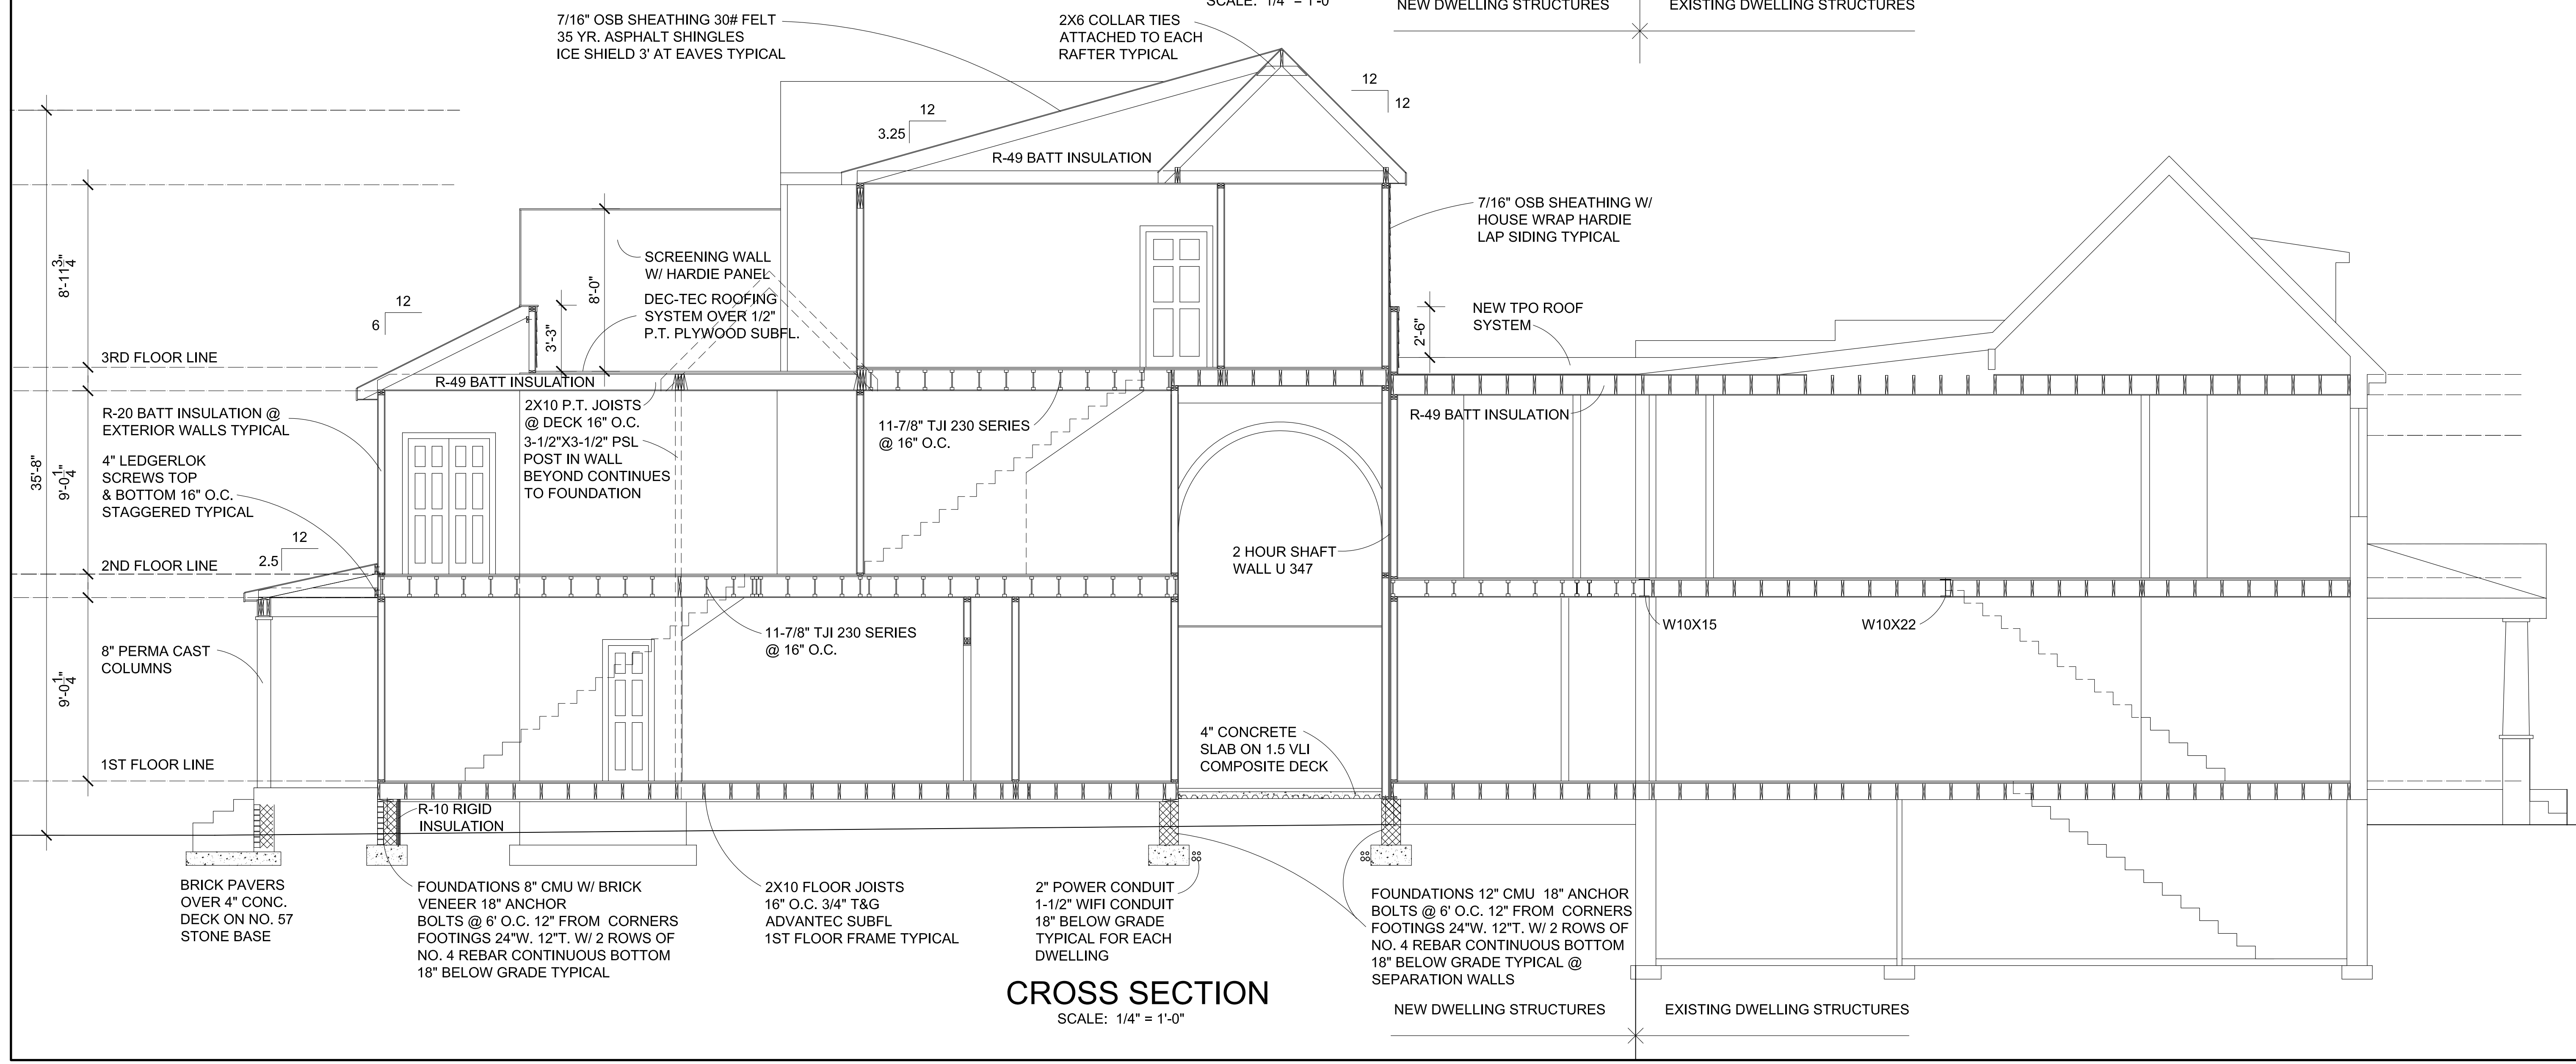 SCALE: 1/4" = 1'-0"
NEW DWELLING STRUCTURES
EXISTING DWELLING STRUCTURES
7/16" OSB SHEATHING 30# FELT
35 YR. ASPHALT SHINGLES
ICE SHIELD 3' AT EAVES TYPICAL
2X6 COLLAR TIES
ATTACHED TO EACH
RAFTER TYPICAL
12
12
12
3.25
R-49 BATT INSULATION
7/16" OSB SHEATHING W/
HOUSE WRAP HARDIE
LAP SIDING TYPICAL
SCREENING WALL
W/ HARDIE PANEL
DEC-TEC ROOFING
SYSTEM OVER 1/2"
P.T. PLYWOOD SUBFL.
8'-0"
3'-3"
8'-11 3/4"
12
6
NEW TPO ROOF
SYSTEM
2'-6"
3RD FLOOR LINE
R-49 BATT INSULATION
R-20 BATT INSULATION @
EXTERIOR WALLS TYPICAL
2X10 P.T. JOISTS
@ DECK 16" O.C.
3-1/2"X3-1/2" PSL
POST IN WALL
BEYOND CONTINUES
TO FOUNDATION
11-7/8" TJI 230 SERIES
@ 16" O.C.
R-49 BATT INSULATION
4" LEDGERLOK
SCREWS TOP
& BOTTOM 16" O.C.
STAGGERED TYPICAL
35'-8"
9'-0 1/4"
12
2.5
2 HOUR SHAFT
WALL U 347
2ND FLOOR LINE
11-7/8" TJI 230 SERIES
@ 16" O.C.
W10X15
W10X22
8" PERMA CAST
COLUMNS
9'-0 1/4"
4" CONCRETE
SLAB ON 1.5 VLI
COMPOSITE DECK
1ST FLOOR LINE
R-10 RIGID
INSULATION
BRICK PAVERS
OVER 4" CONC.
DECK ON NO. 57
STONE BASE
FOUNDATIONS 8" CMU W/ BRICK
VENEER 18" ANCHOR
BOLTS @ 6' O.C. 12" FROM CORNERS
FOOTINGS 24"W. 12"T. W/ 2 ROWS OF
NO. 4 REBAR CONTINUOUS BOTTOM
18" BELOW GRADE TYPICAL
2X10 FLOOR JOISTS
16" O.C. 3/4" T&G
ADVANTEC SUBFL
1ST FLOOR FRAME TYPICAL
2" POWER CONDUIT
1-1/2" WIFI CONDUIT
18" BELOW GRADE
TYPICAL FOR EACH
DWELLING
FOUNDATIONS 12" CMU 18" ANCHOR
BOLTS @ 6' O.C. 12" FROM CORNERS
FOOTINGS 24"W. 12"T. W/ 2 ROWS OF
NO. 4 REBAR CONTINUOUS BOTTOM
18" BELOW GRADE TYPICAL @
SEPARATION WALLS
CROSS SECTION
SCALE: 1/4" = 1'-0"
NEW DWELLING STRUCTURES
EXISTING DWELLING STRUCTURES